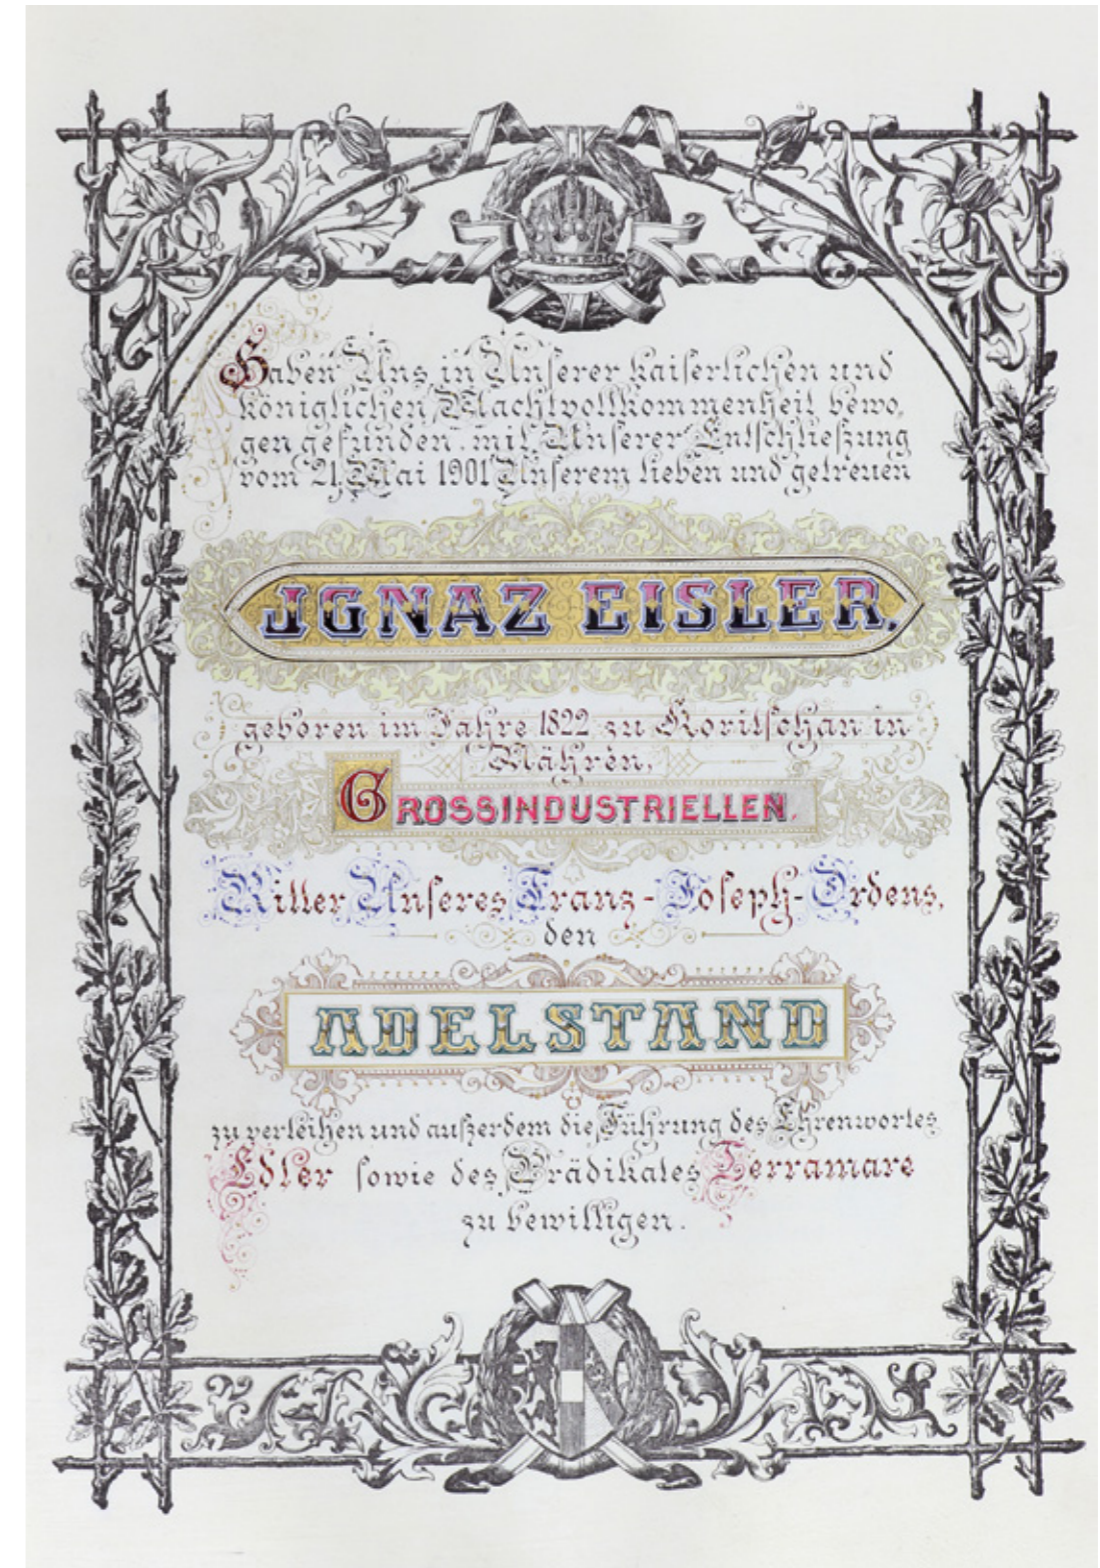 Haben Uns in Unserer kaiserlichen und
königlichen Machtvollkommenheit bewo-
gen gefunden, mit Unserer Entschließung
vom 21. Mai 1901 Unserem lieben und getreuen
JGNAZ EISLER,
geboren im Jahre 1822 zu Koritschan in
Mähren,
GROSSINDUSTRIELLEN,
Ritter Unseres Franz-Joseph-Ordens,
den
ADELSTAND
zu verleihen und außerdem die Führung des Ehrenwortes
Edler sowie des Prädikates Terramare
zu bewilligen.